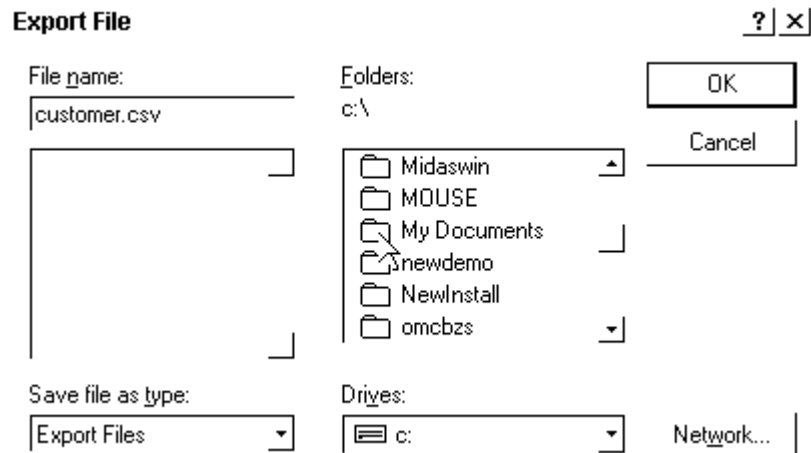 Export File
? ×
File name:
customer.csv
Folders:
c:\
Midaswin
MOUSE
My Documents
newdemo
NewInstall
omcbzs
OK
Cancel
Save file as type:
Export Files
Drives:
c:
Network...